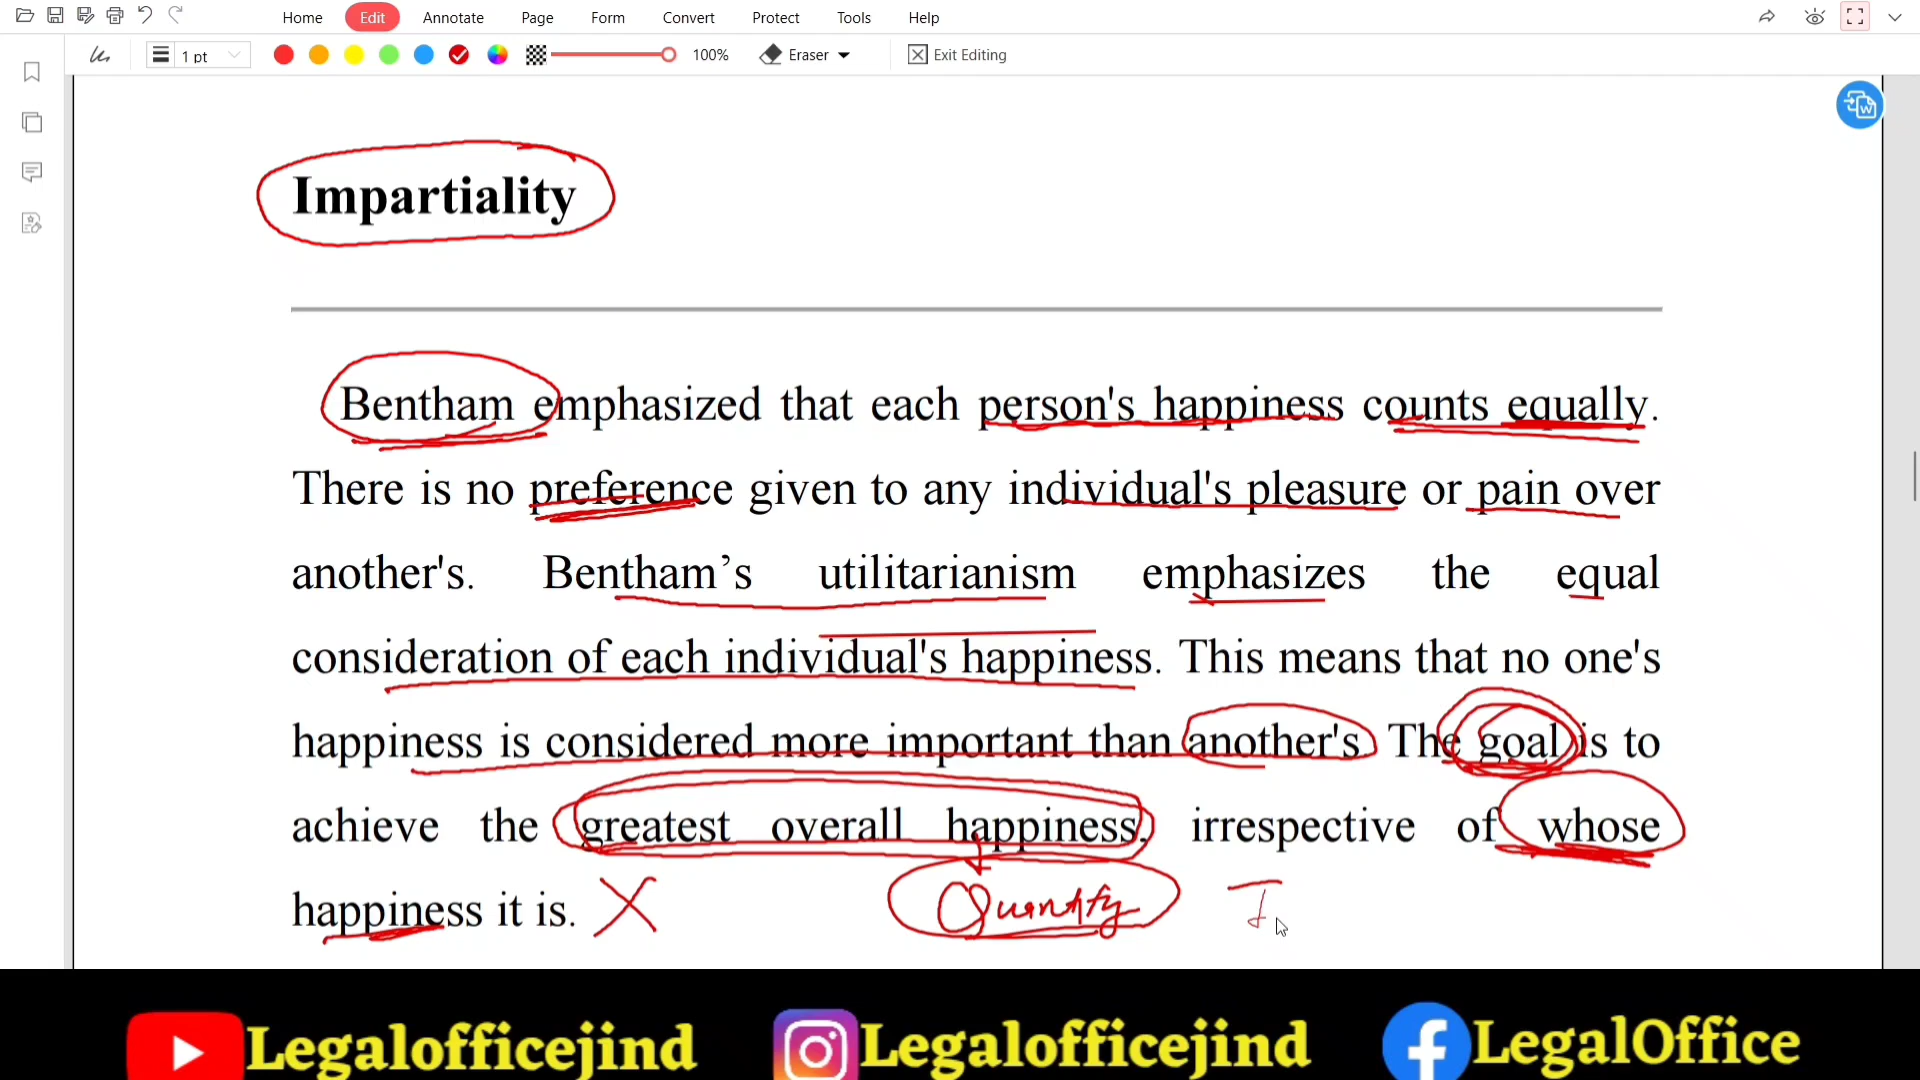 Home Edit Annotate Page Form Convert Protect Tools Help
1 pt 100% Eraser Exit Editing
Impartiality
Bentham emphasized that each person's happiness counts equally.
There is no preference given to any individual's pleasure or pain over
another's. Bentham’s utilitarianism emphasizes the equal
consideration of each individual's happiness. This means that no one's
happiness is considered more important than another's. The goal is to
achieve the greatest overall happiness, irrespective of whose
happiness it is.
Quantity I
Legalofficejind Legalofficejind LegalOffice